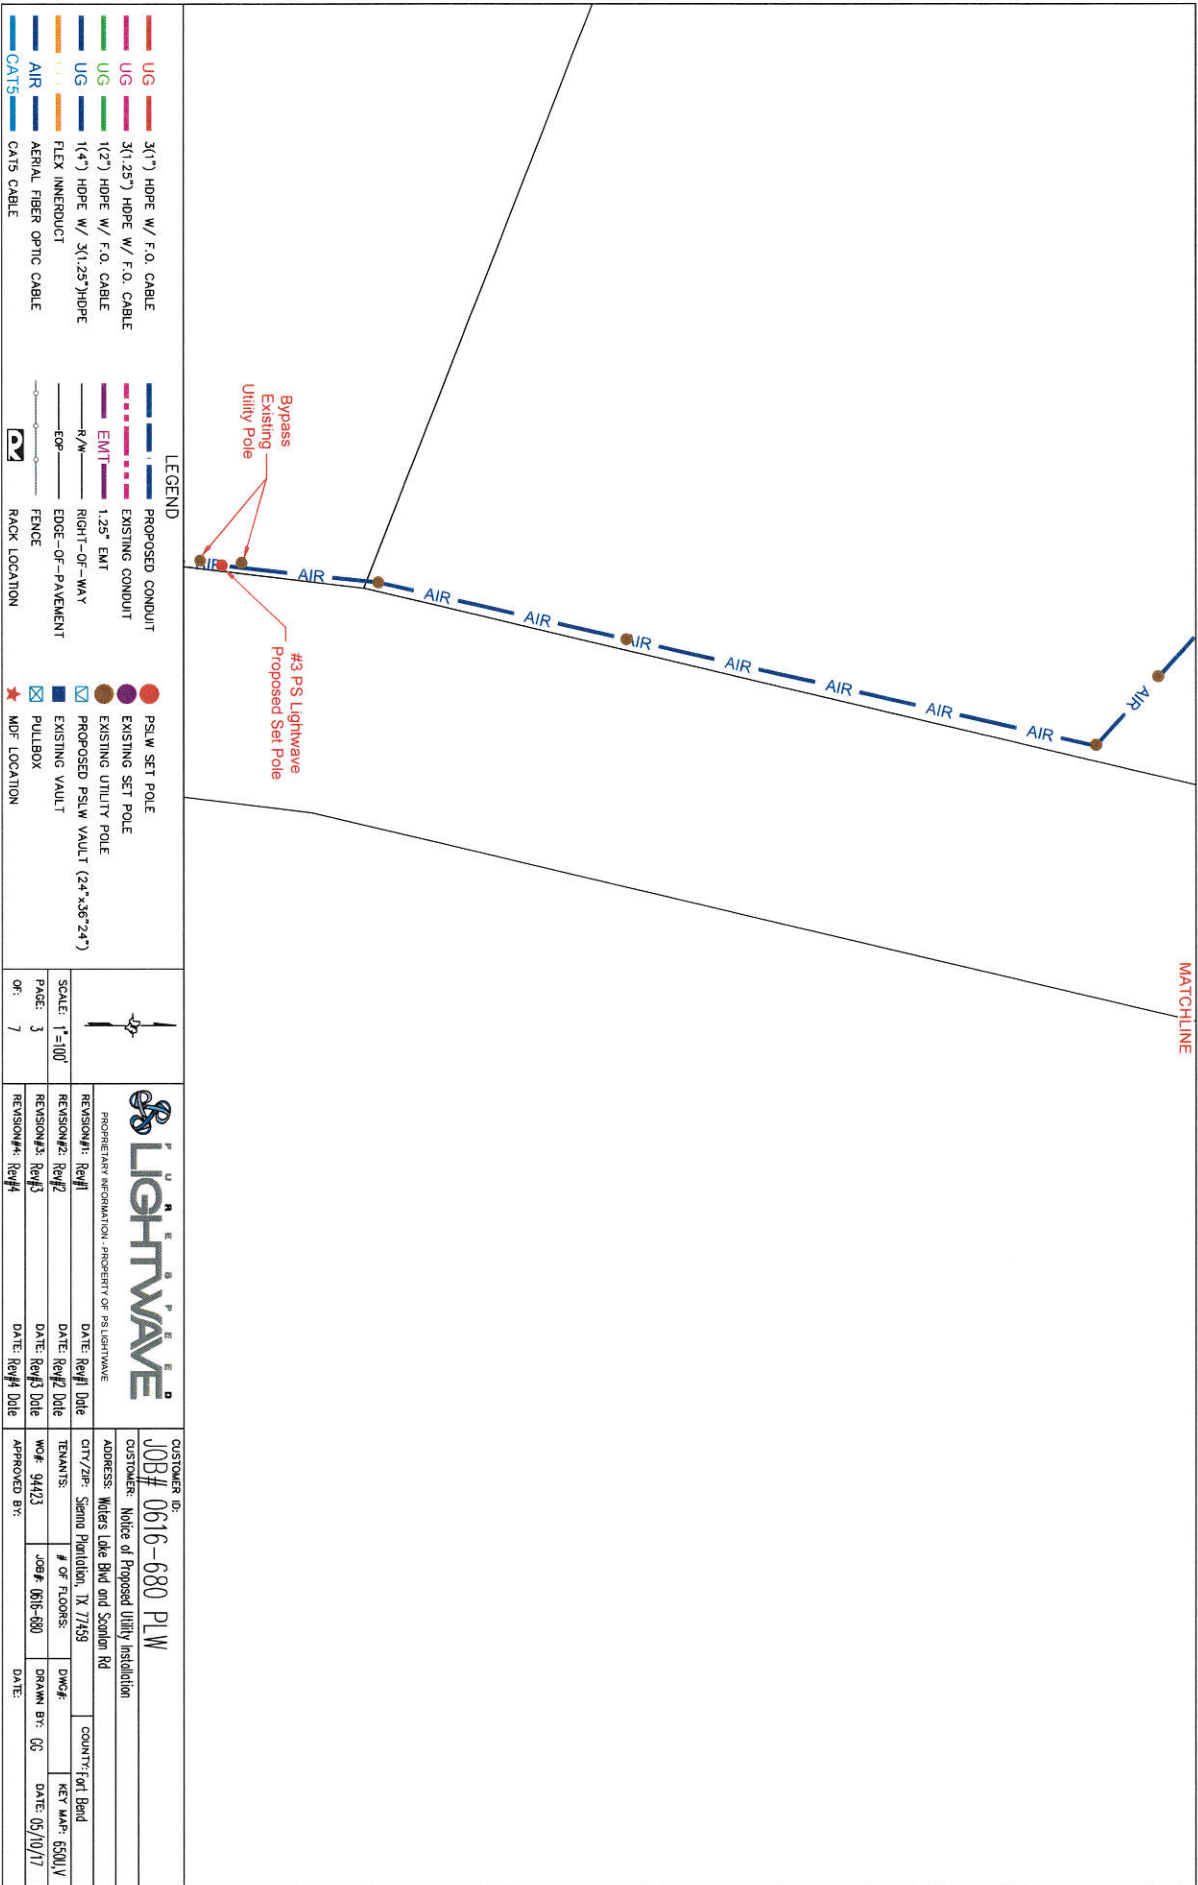 MATCHLINE
AIR
AIR
AIR
AIR
AIR
AIR
AIR
AIR
AIR
AIR
Bypass
Existing
Utility Pole
#3 PS Lightwave
Proposed Set Pole
LEGEND
UG 3(1") HDPE W/ F.O. CABLE
UG 3(1.25") HDPE W/ F.O. CABLE
UG 1(2") HDPE W/ F.O. CABLE
UG 1(4") HDPE W/ 3(1.25")HDPE
FLEX INNERDUCT
AIR AERIAL FIBER OPTIC CABLE
CAT5 CAT5 CABLE
PROPOSED CONDUIT
EXISTING CONDUIT
EMT 1.25" EMT
R/W RIGHT-OF-WAY
EOP EDGE-OF-PAVEMENT
FENCE
RACK LOCATION
PSLW SET POLE
EXISTING SET POLE
EXISTING UTILITY POLE
PROPOSED PSLW VAULT (24"x36"24")
EXISTING VAULT
PULLBOX
MDF LOCATION
SCALE: 1"=100'
PAGE: 3
OF: 7
PURESPEED
LIGHTWAVE
PROPRIETARY INFORMATION - PROPERTY OF PS LIGHTWAVE
REVISION#1: Rev#1 DATE: Rev#1 Date
REVISION#2: Rev#2 DATE: Rev#2 Date
REVISION#3: Rev#3 DATE: Rev#3 Date
REVISION#4: Rev#4 DATE: Rev#4 Date
CUSTOMER ID:
JOB# 0616-680 PLW
CUSTOMER: Notice of Proposed Utility Installation
ADDRESS: Waters Lake Blvd and Scanlan Rd
CITY/ZIP: Sienna Plantation, TX 77459 COUNTY: Fort Bend
TENANTS: # OF FLOORS: DWG#: KEY MAP: 650U,V
WO#: 94423 JOB#: 0616-680 DRAWN BY: CG DATE: 05/10/17
APPROVED BY: DATE: